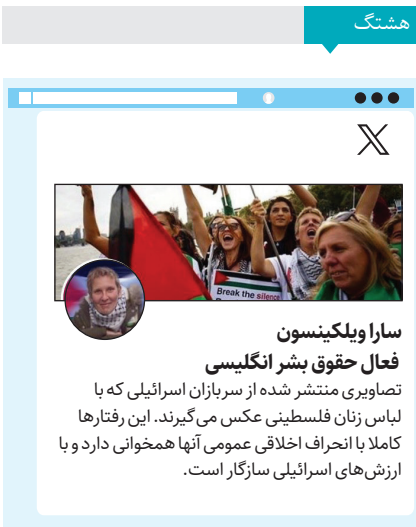 هشتگ
X
Break the silence
سارا ویلکینسون
فعال حقوق بشر انگلیسی
تصاویری منتشر شده از سربازان اسرائیلی که با
لباس زنان فلسطینی عکس می‌گیرند. این رفتارها
کاملا با انحراف اخلاقی عمومی آنها همخوانی دارد و با
ارزش‌های اسرائیلی سازگار است.